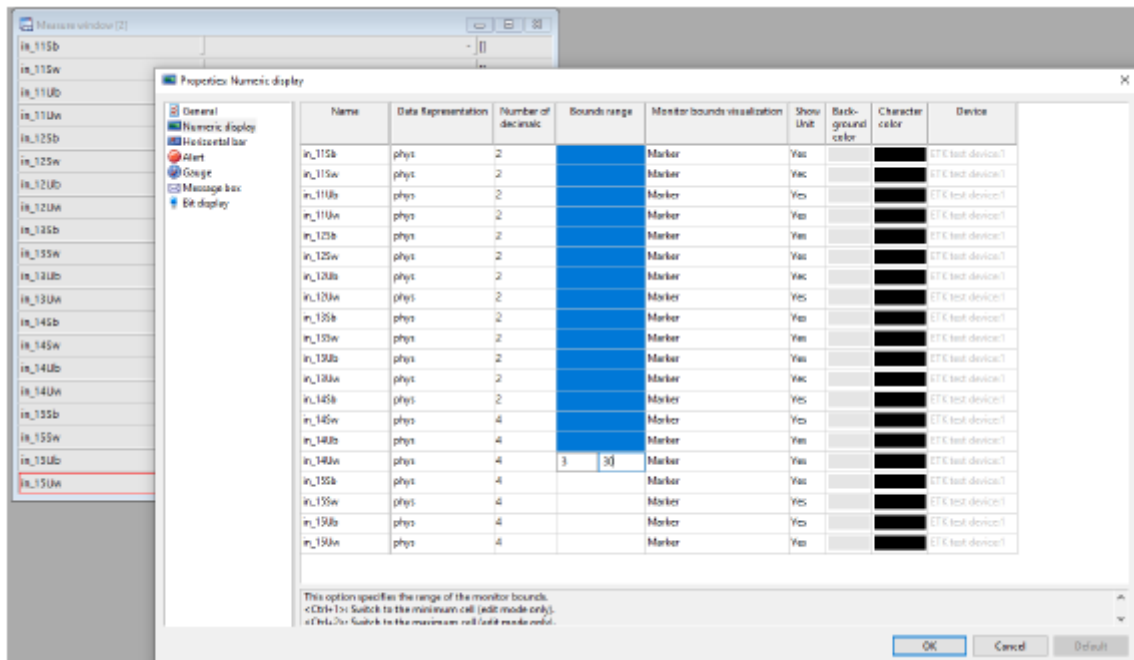 Measure window [2]
in_11Sb - []
in_11Sw
in_11Ub
in_11Uw
in_12Sb
in_12Sw
in_12Ub
in_12Uw
in_13Sb
in_13Sw
in_13Ub
in_13Uw
in_14Sb
in_14Sw
in_14Ub
in_14Uw
in_15Sb
in_15Sw
in_15Ub
in_15Uw
Properties: Numeric display
General
Numeric display
Horizontal bar
Alert
Gauge
Message box
Bit display
Name Data Representation Number of decimals Bounds range Monitor bounds visualization Show Unit Back-ground color Character color Device
in_11Sb phys 2 Marker Yes ETK test device:1
in_11Sw phys 2 Marker Yes ETK test device:1
in_11Ub phys 2 Marker Yes ETK test device:1
in_11Uw phys 2 Marker Yes ETK test device:1
in_12Sb phys 2 Marker Yes ETK test device:1
in_12Sw phys 2 Marker Yes ETK test device:1
in_12Ub phys 2 Marker Yes ETK test device:1
in_12Uw phys 2 Marker Yes ETK test device:1
in_13Sb phys 2 Marker Yes ETK test device:1
in_13Sw phys 2 Marker Yes ETK test device:1
in_13Ub phys 2 Marker Yes ETK test device:1
in_13Uw phys 2 Marker Yes ETK test device:1
in_14Sb phys 2 Marker Yes ETK test device:1
in_14Sw phys 4 Marker Yes ETK test device:1
in_14Ub phys 4 Marker Yes ETK test device:1
in_14Uw phys 4 3 30 Marker Yes ETK test device:1
in_15Sb phys 4 Marker Yes ETK test device:1
in_15Sw phys 4 Marker Yes ETK test device:1
in_15Ub phys 4 Marker Yes ETK test device:1
in_15Uw phys 4 Marker Yes ETK test device:1
This option specifies the range of the monitor bounds.
<Ctrl+1>: Switch to the minimum cell (edit mode only).
<Ctrl+2>: Switch to the maximum cell (edit mode only).
OK Cancel Default